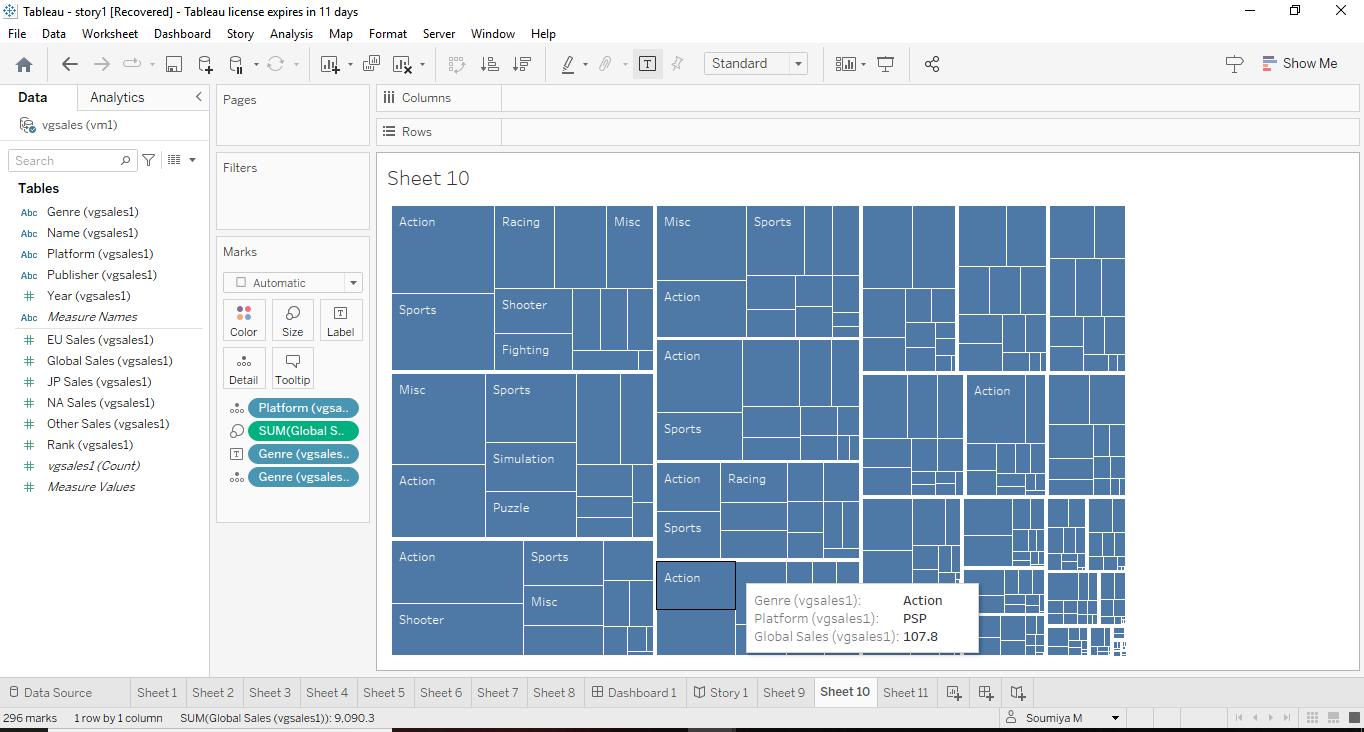 Tableau - story1 [Recovered] - Tableau license expires in 11 days
File Data Worksheet Dashboard Story Analysis Map Format Server Window Help
Standard
Show Me
Data Analytics
vgsales (vm1)
Search
Tables
Abc Genre (vgsales1)
Abc Name (vgsales1)
Abc Platform (vgsales1)
Abc Publisher (vgsales1)
# Year (vgsales1)
Abc Measure Names
# EU Sales (vgsales1)
# Global Sales (vgsales1)
# JP Sales (vgsales1)
# NA Sales (vgsales1)
# Other Sales (vgsales1)
# Rank (vgsales1)
# vgsales1 (Count)
# Measure Values
Pages
Filters
Marks
Automatic
Color Size Label
Detail Tooltip
Platform (vgsa..
SUM(Global S..
Genre (vgsales..
Genre (vgsales..
Columns
Rows
Sheet 10
Action Racing Misc
Sports Shooter
Fighting
Misc Sports
Simulation
Action Puzzle
Action Sports
Misc
Shooter
Misc Sports
Action
Action
Sports
Action Racing
Sports
Action
Action
Genre (vgsales1): Action
Platform (vgsales1): PSP
Global Sales (vgsales1): 107.8
Data Source Sheet 1 Sheet 2 Sheet 3 Sheet 4 Sheet 5 Sheet 6 Sheet 7 Sheet 8 Dashboard 1 Story 1 Sheet 9 Sheet 10 Sheet 11
296 marks 1 row by 1 column SUM(Global Sales (vgsales1)): 9,090.3 Soumiya M